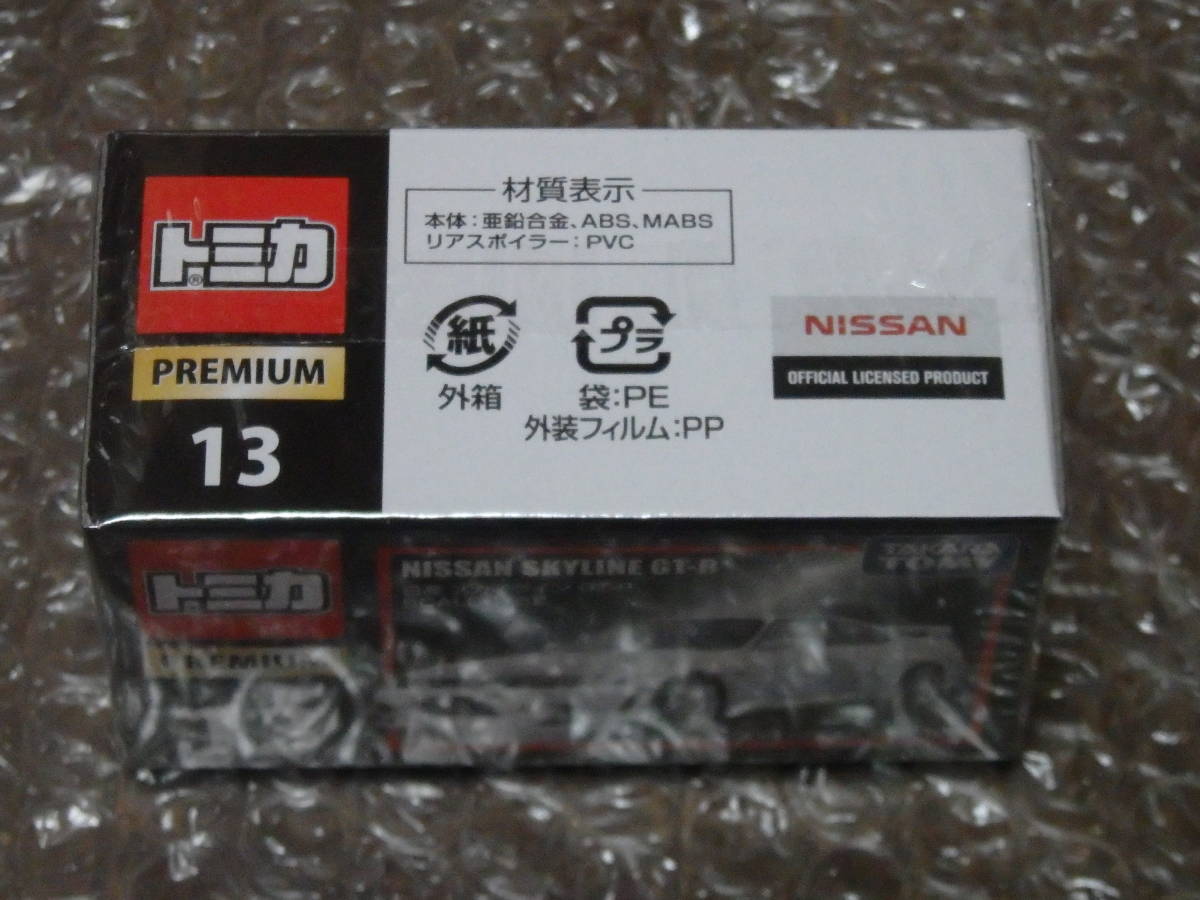 トミカ®
PREMIUM
13
材質表示
本体:亜鉛合金、ABS、MABS
リアスポイラー:PVC
紙
外箱
プラ
袋:PE
外装フィルム:PP
NISSAN
OFFICIAL LICENSED PRODUCT
トミカ
PREMIUM
NISSAN SKYLINE GT-R
TAKARA
TOMY